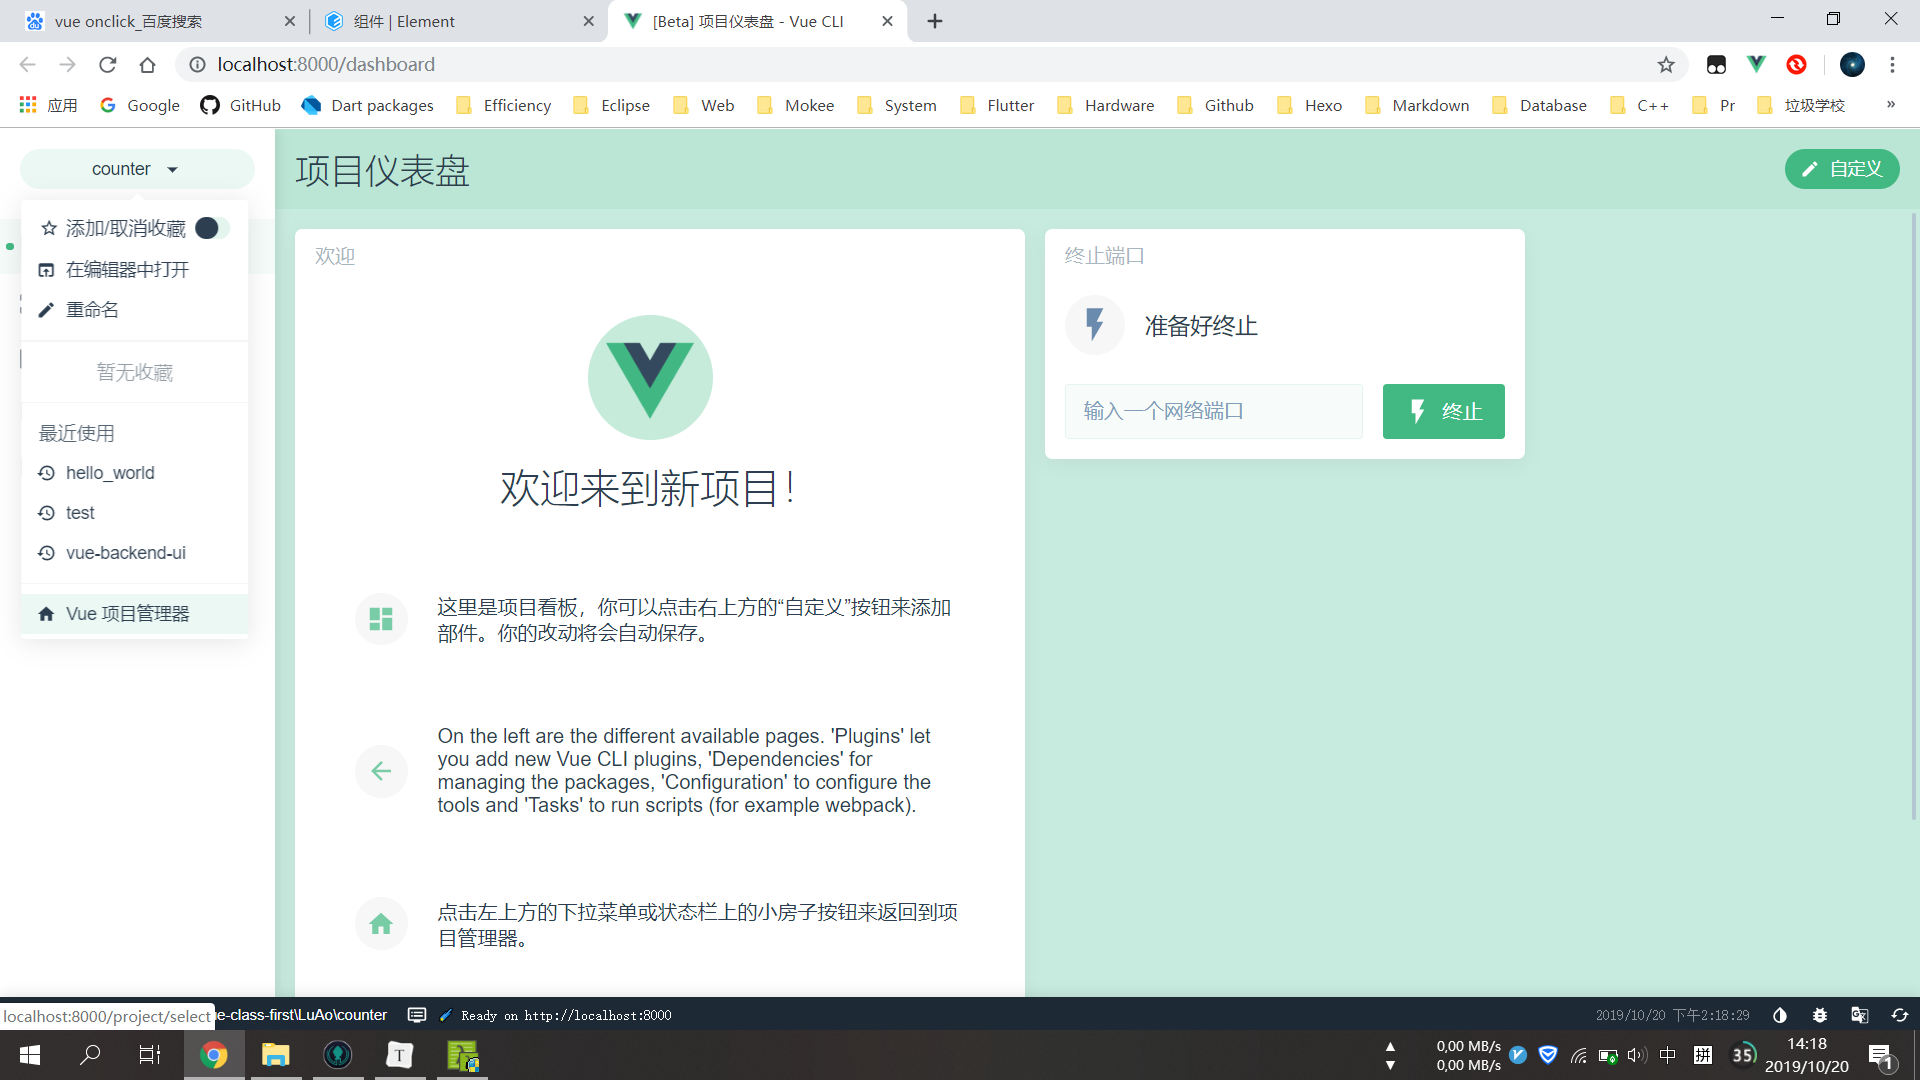 vue onclick_百度搜索
组件 | Element
[Beta] 项目仪表盘 - Vue CLI
localhost:8000/dashboard
应用
Google
GitHub
Dart packages
Efficiency
Eclipse
Web
Mokee
System
Flutter
Hardware
Github
Hexo
Markdown
Database
C++
Pr
垃圾学校
»
counter
项目仪表盘
自定义
添加/取消收藏
在编辑器中打开
重命名
暂无收藏
最近使用
hello_world
test
vue-backend-ui
Vue 项目管理器
欢迎
欢迎来到新项目！
这里是项目看板，你可以点击右上方的“自定义”按钮来添加
部件。你的改动将会自动保存。
On the left are the different available pages. 'Plugins' let
you add new Vue CLI plugins, 'Dependencies' for
managing the packages, 'Configuration' to configure the
tools and 'Tasks' to run scripts (for example webpack).
点击左上方的下拉菜单或状态栏上的小房子按钮来返回到项
目管理器。
终止端口
准备好终止
输入一个网络端口
终止
localhost:8000/project/select
ue-class-first\LuAo\counter
Ready on http://localhost:8000
2019/10/20 下午2:18:29
T
0,00 MB/s
0,00 MB/s
中
拼
35
14:18
2019/10/20
1